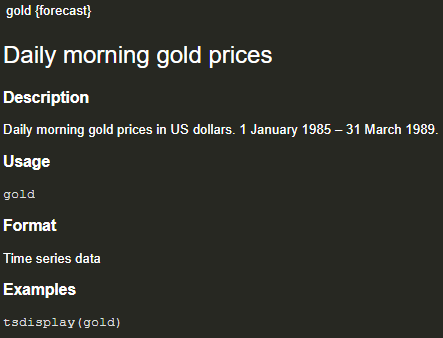 gold {forecast}
Daily morning gold prices
Description
Daily morning gold prices in US dollars. 1 January 1985 – 31 March 1989.
Usage
gold
Format
Time series data
Examples
tsdisplay(gold)